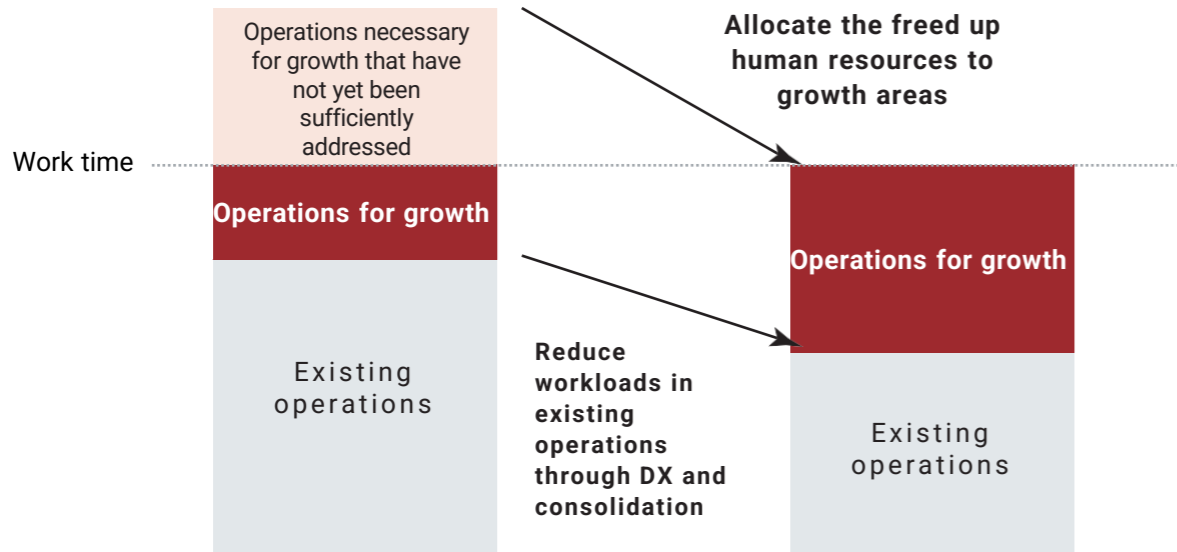 Operations necessary
for growth that have
not yet been
sufficiently
addressed
Allocate the freed up
human resources to
growth areas
Work time
Operations for growth
Operations for growth
Existing
operations
Reduce
workloads in
existing
operations
through DX and
consolidation
Existing
operations